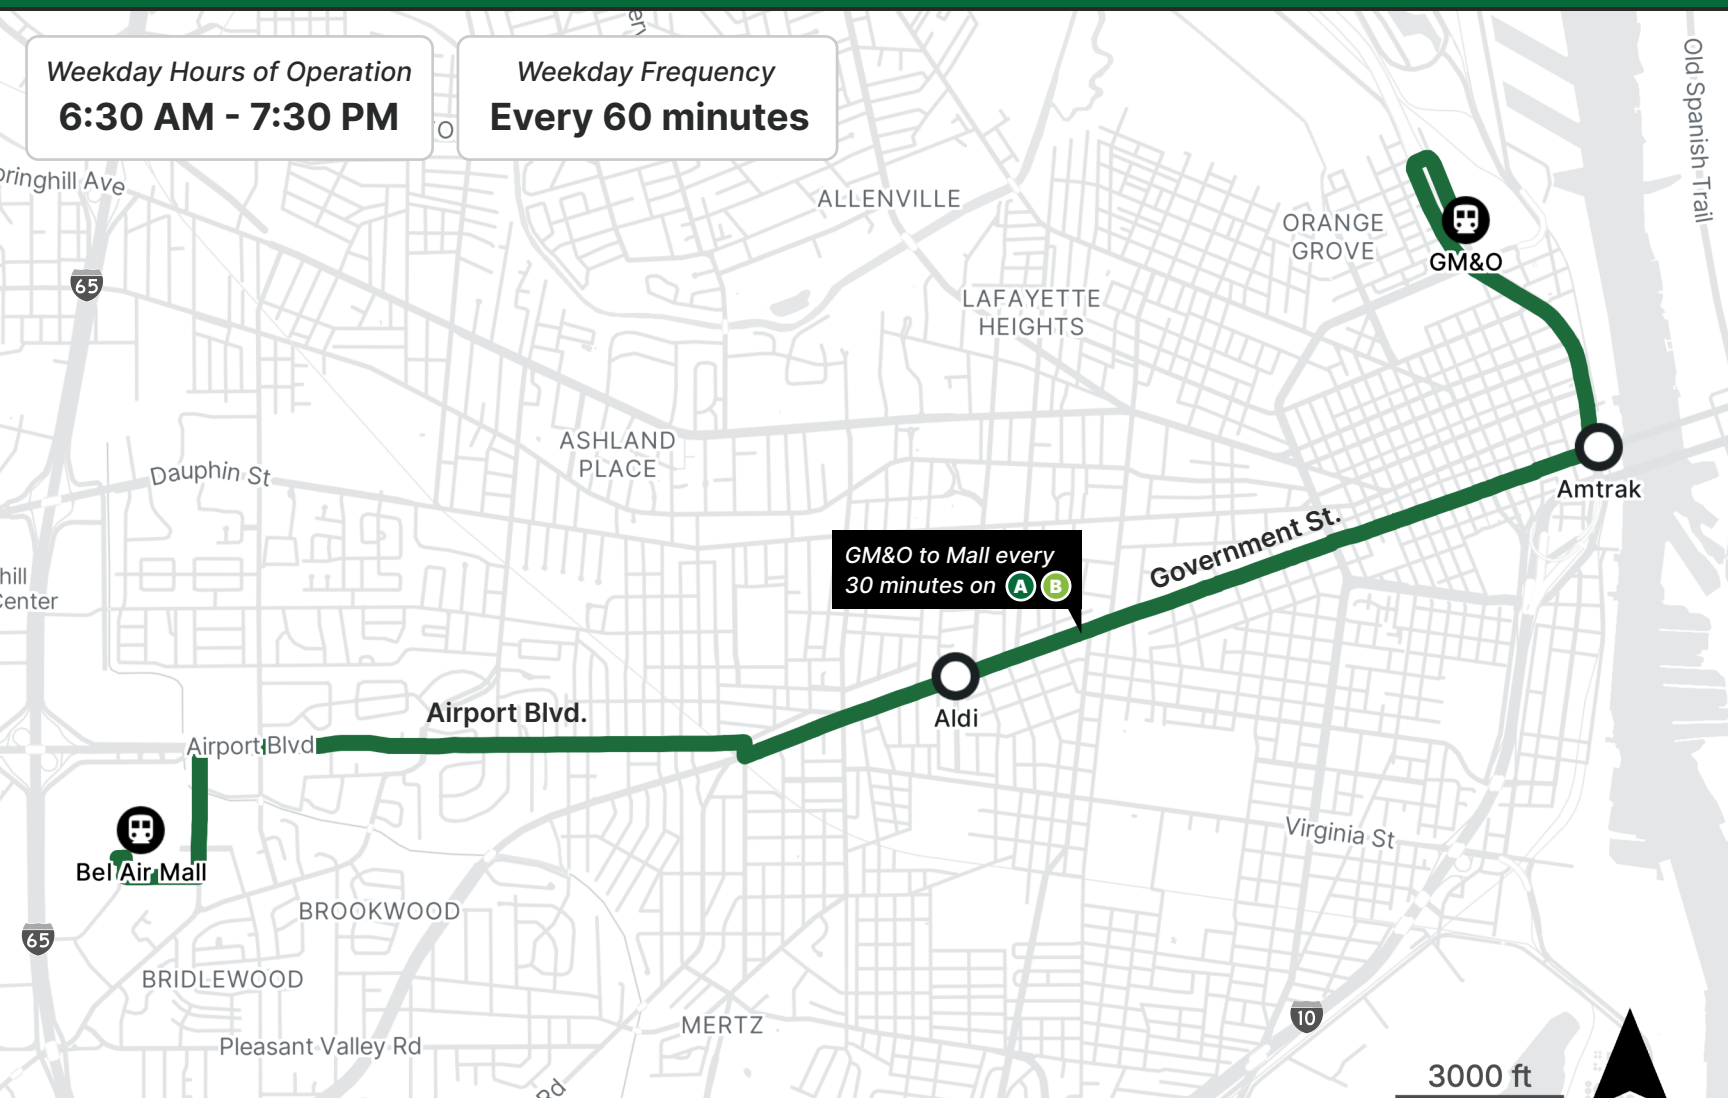 Weekday Hours of Operation
6:30 AM - 7:30 PM
Weekday Frequency
Every 60 minutes
Old Spanish Trail
ALLENVILLE
ORANGE
GROVE
GM&O
65
LAFAYETTE
HEIGHTS
ASHLAND
PLACE
Dauphin St
Amtrak
Government St.
GM&O to Mall every
30 minutes on A B
Aldi
Airport Blvd.
Airport Blvd
Virginia St
Bel Air Mall
BROOKWOOD
65
BRIDLEWOOD
MERTZ
10
Pleasant Valley Rd
Rd
3000 ft